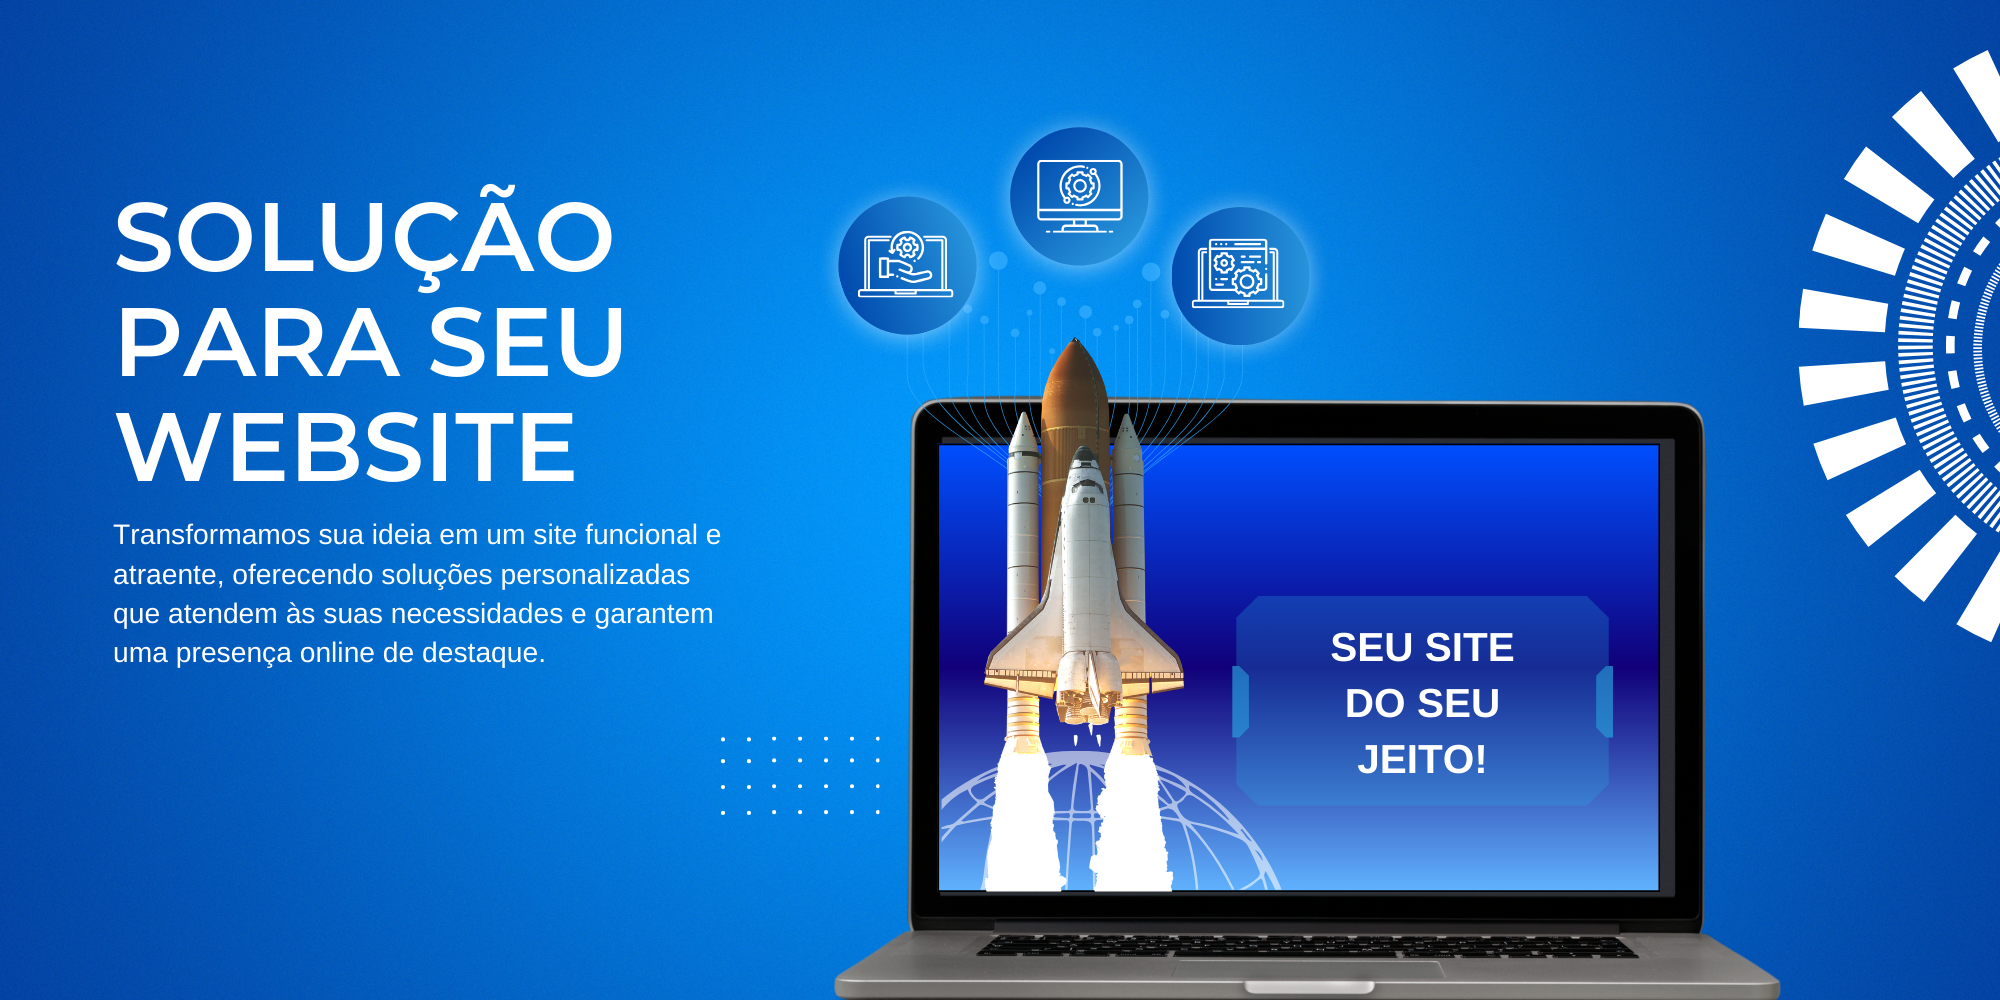 SOLUÇÃO
PARA SEU
WEBSITE
Transformamos sua ideia em um site funcional e
atraente, oferecendo soluções personalizadas
que atendem às suas necessidades e garantem
uma presença online de destaque.
SEU SITE
DO SEU
JEITO!